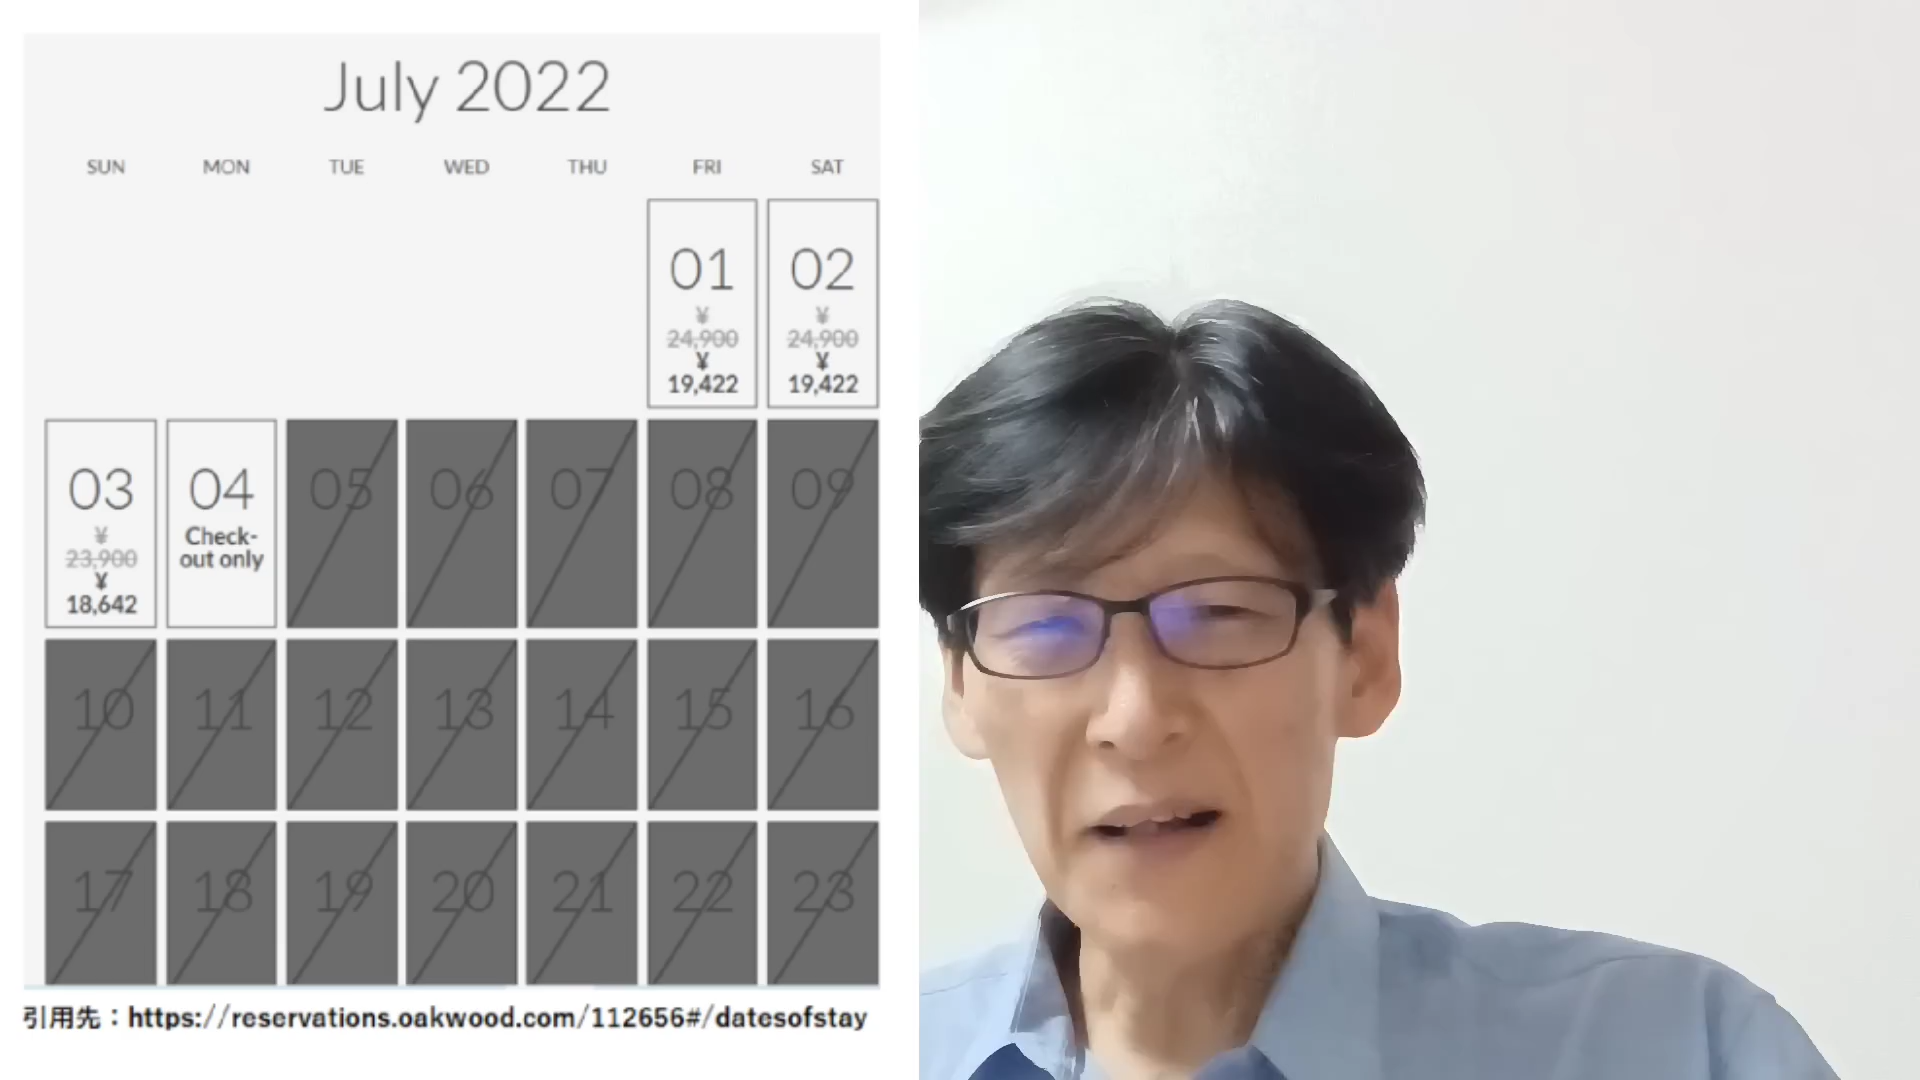 July 2022
SUN MON TUE WED THU FRI SAT
01 02
¥ ¥
24,900 24,900
¥ ¥
19,422 19,422
03 04 05 06 07 08 09
¥ Check-
23,900 out only
¥
18,642
10 11 12 13 14 15 16
17 18 19 20 21 22 23
引用先：https://reservations.oakwood.com/112656#/datesofstay